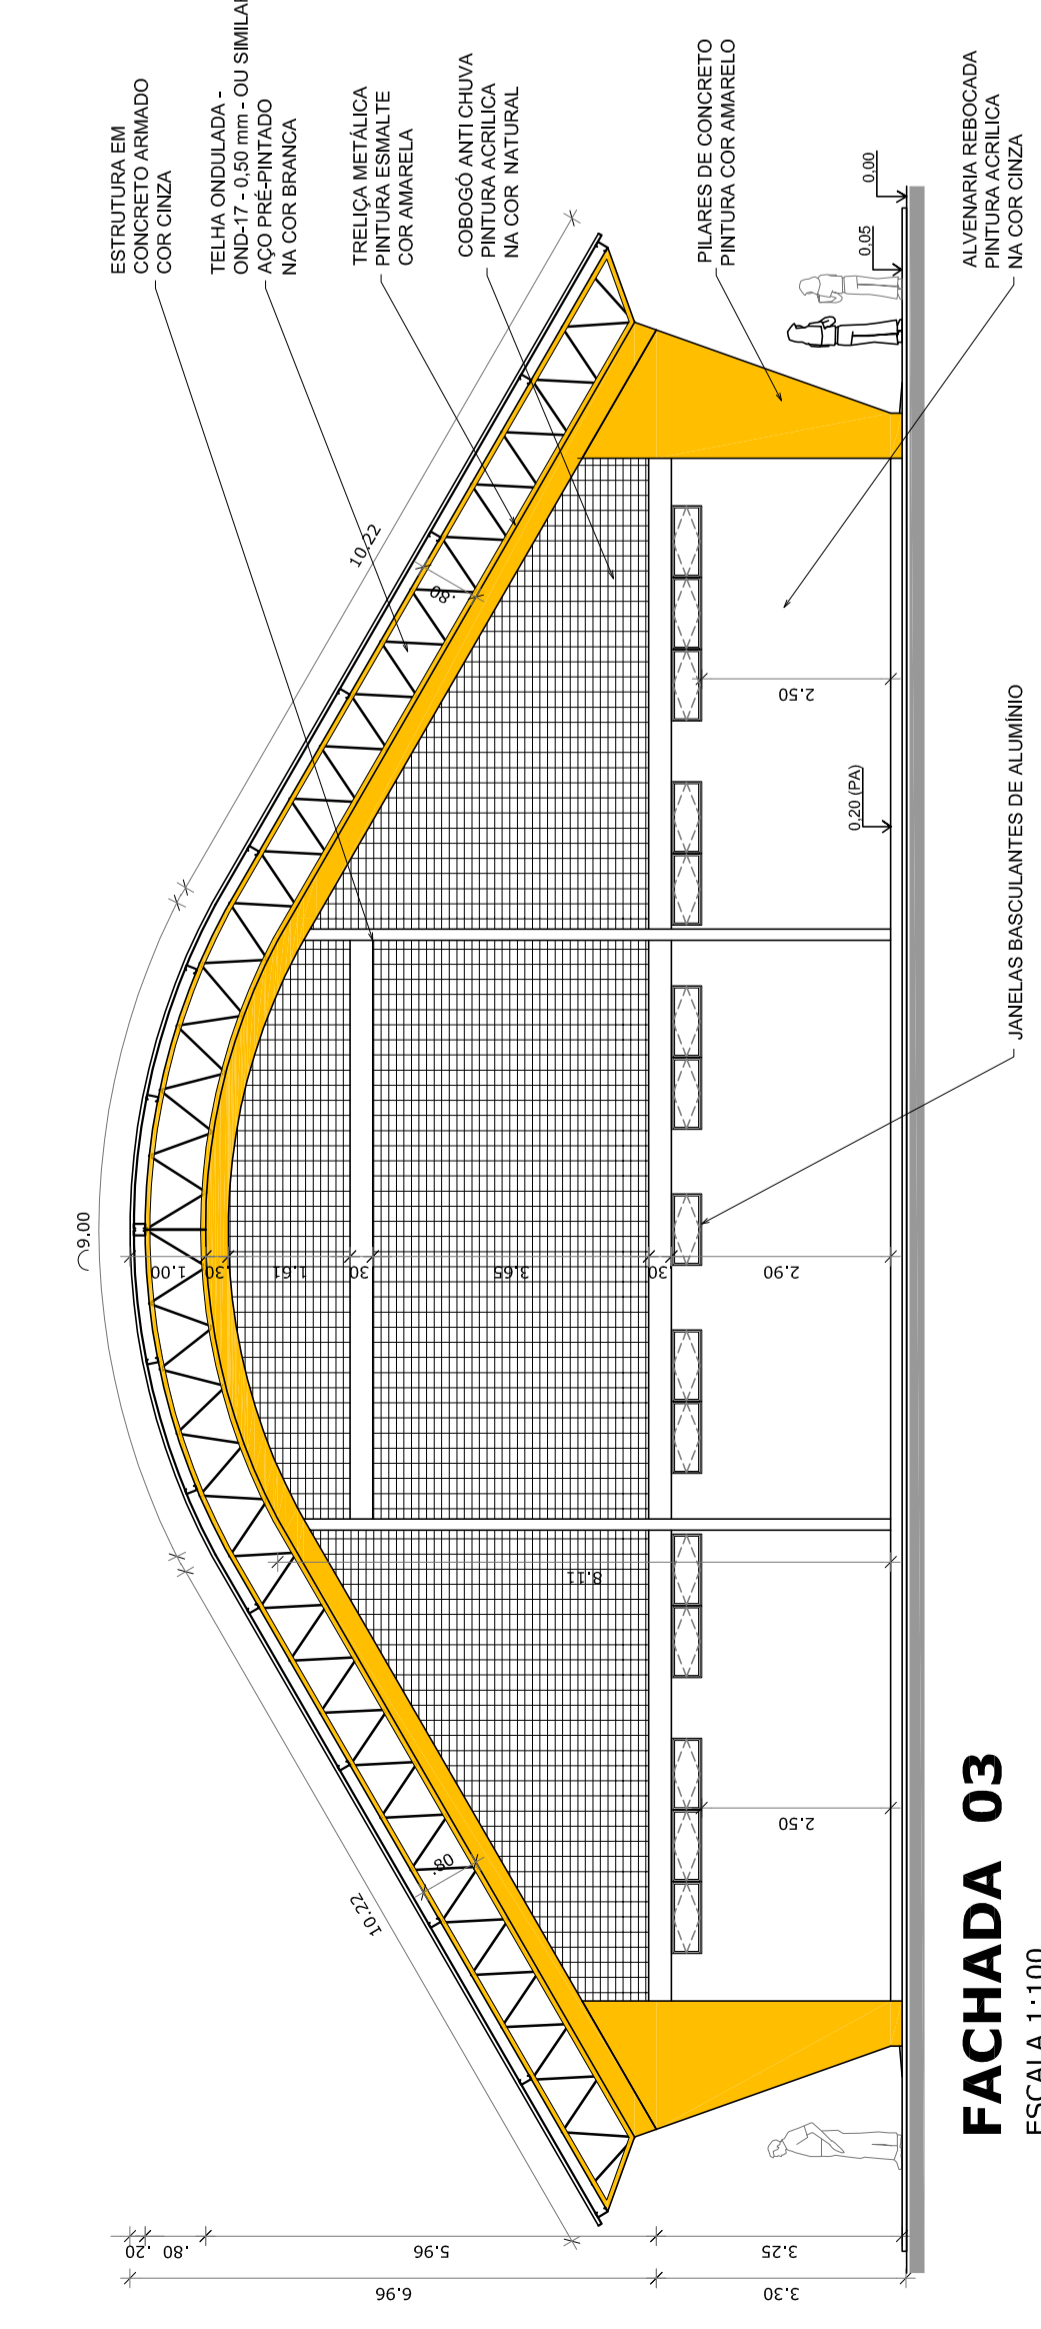 ESTRUTURA EM
CONCRETO ARMADO
COR CINZA
TELHA ONDULADA -
OND-17 - 0,50 mm - OU SIMILAR
AÇO PRÉ-PINTADO
NA COR BRANCA
TRELIÇA METÁLICA
PINTURA ESMALTE
COR AMARELA
COBOGÓ ANTI CHUVA
PINTURA ACRILICA
NA COR NATURAL
PILARES DE CONCRETO
PINTURA COR AMARELO
ALVENARIA REBOCADA
PINTURA ACRILICA
NA COR CINZA
JANELAS BASCULANTES DE ALUMÍNIO
0,00
0,05
0,20 (PA)
10.22
6.00
10.22
.80
.80
1.00
.30
1.61
.30
3.65
.30
2.90
2.50
2.50
8.11
.20
.80
5.96
3.25
6.96
3.30
FACHADA 03
ESCALA 1:100